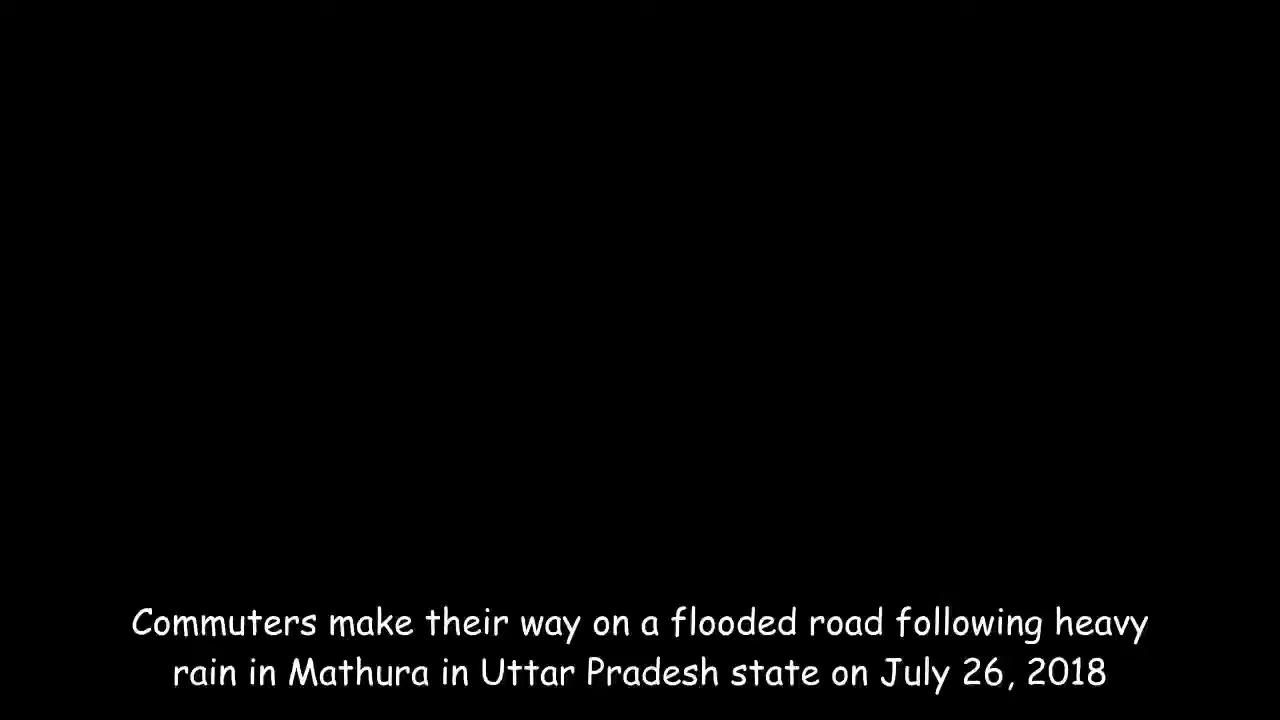 Commuters make their way on a flooded road following heavy
rain in Mathura in Uttar Pradesh state on July 26, 2018